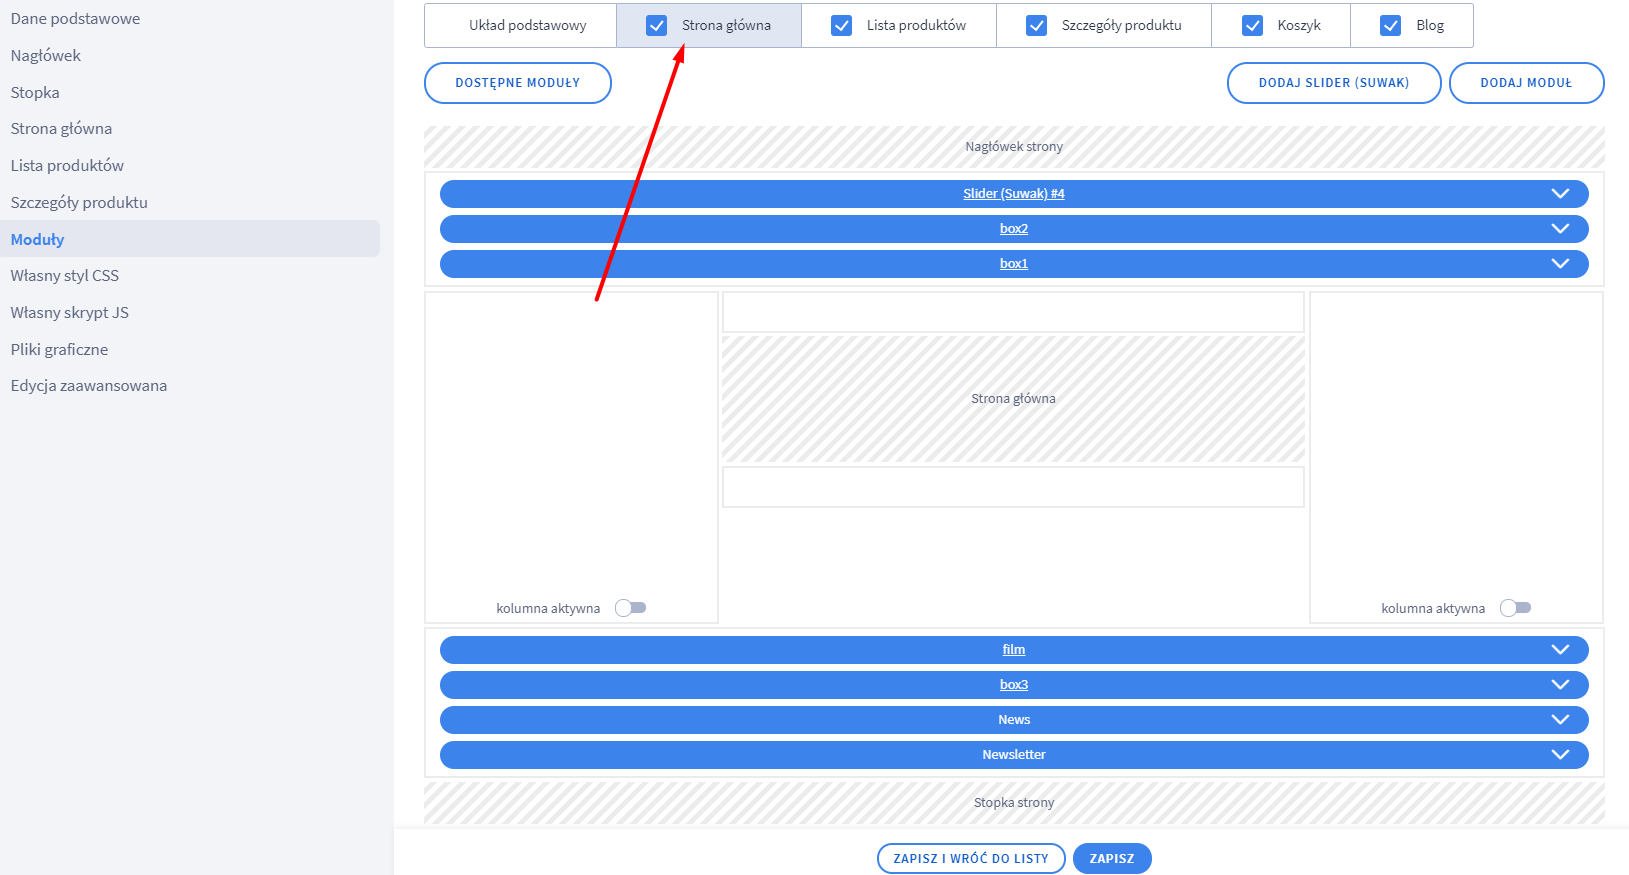 Dane podstawowe
Nagłówek
Stopka
Strona główna
Lista produktów
Szczegóły produktu
Moduły
Własny styl CSS
Własny skrypt JS
Pliki graficzne
Edycja zaawansowana
Układ podstawowy
Strona główna
Lista produktów
Szczegóły produktu
Koszyk
Blog
DOSTĘPNE MODUŁY
DODAJ SLIDER (SUWAK)
DODAJ MODUŁ
Nagłówek strony
Slider (Suwak) #4
box2
box1
Strona główna
kolumna aktywna
kolumna aktywna
film
box3
News
Newsletter
Stopka strony
ZAPISZ I WRÓĆ DO LISTY
ZAPISZ